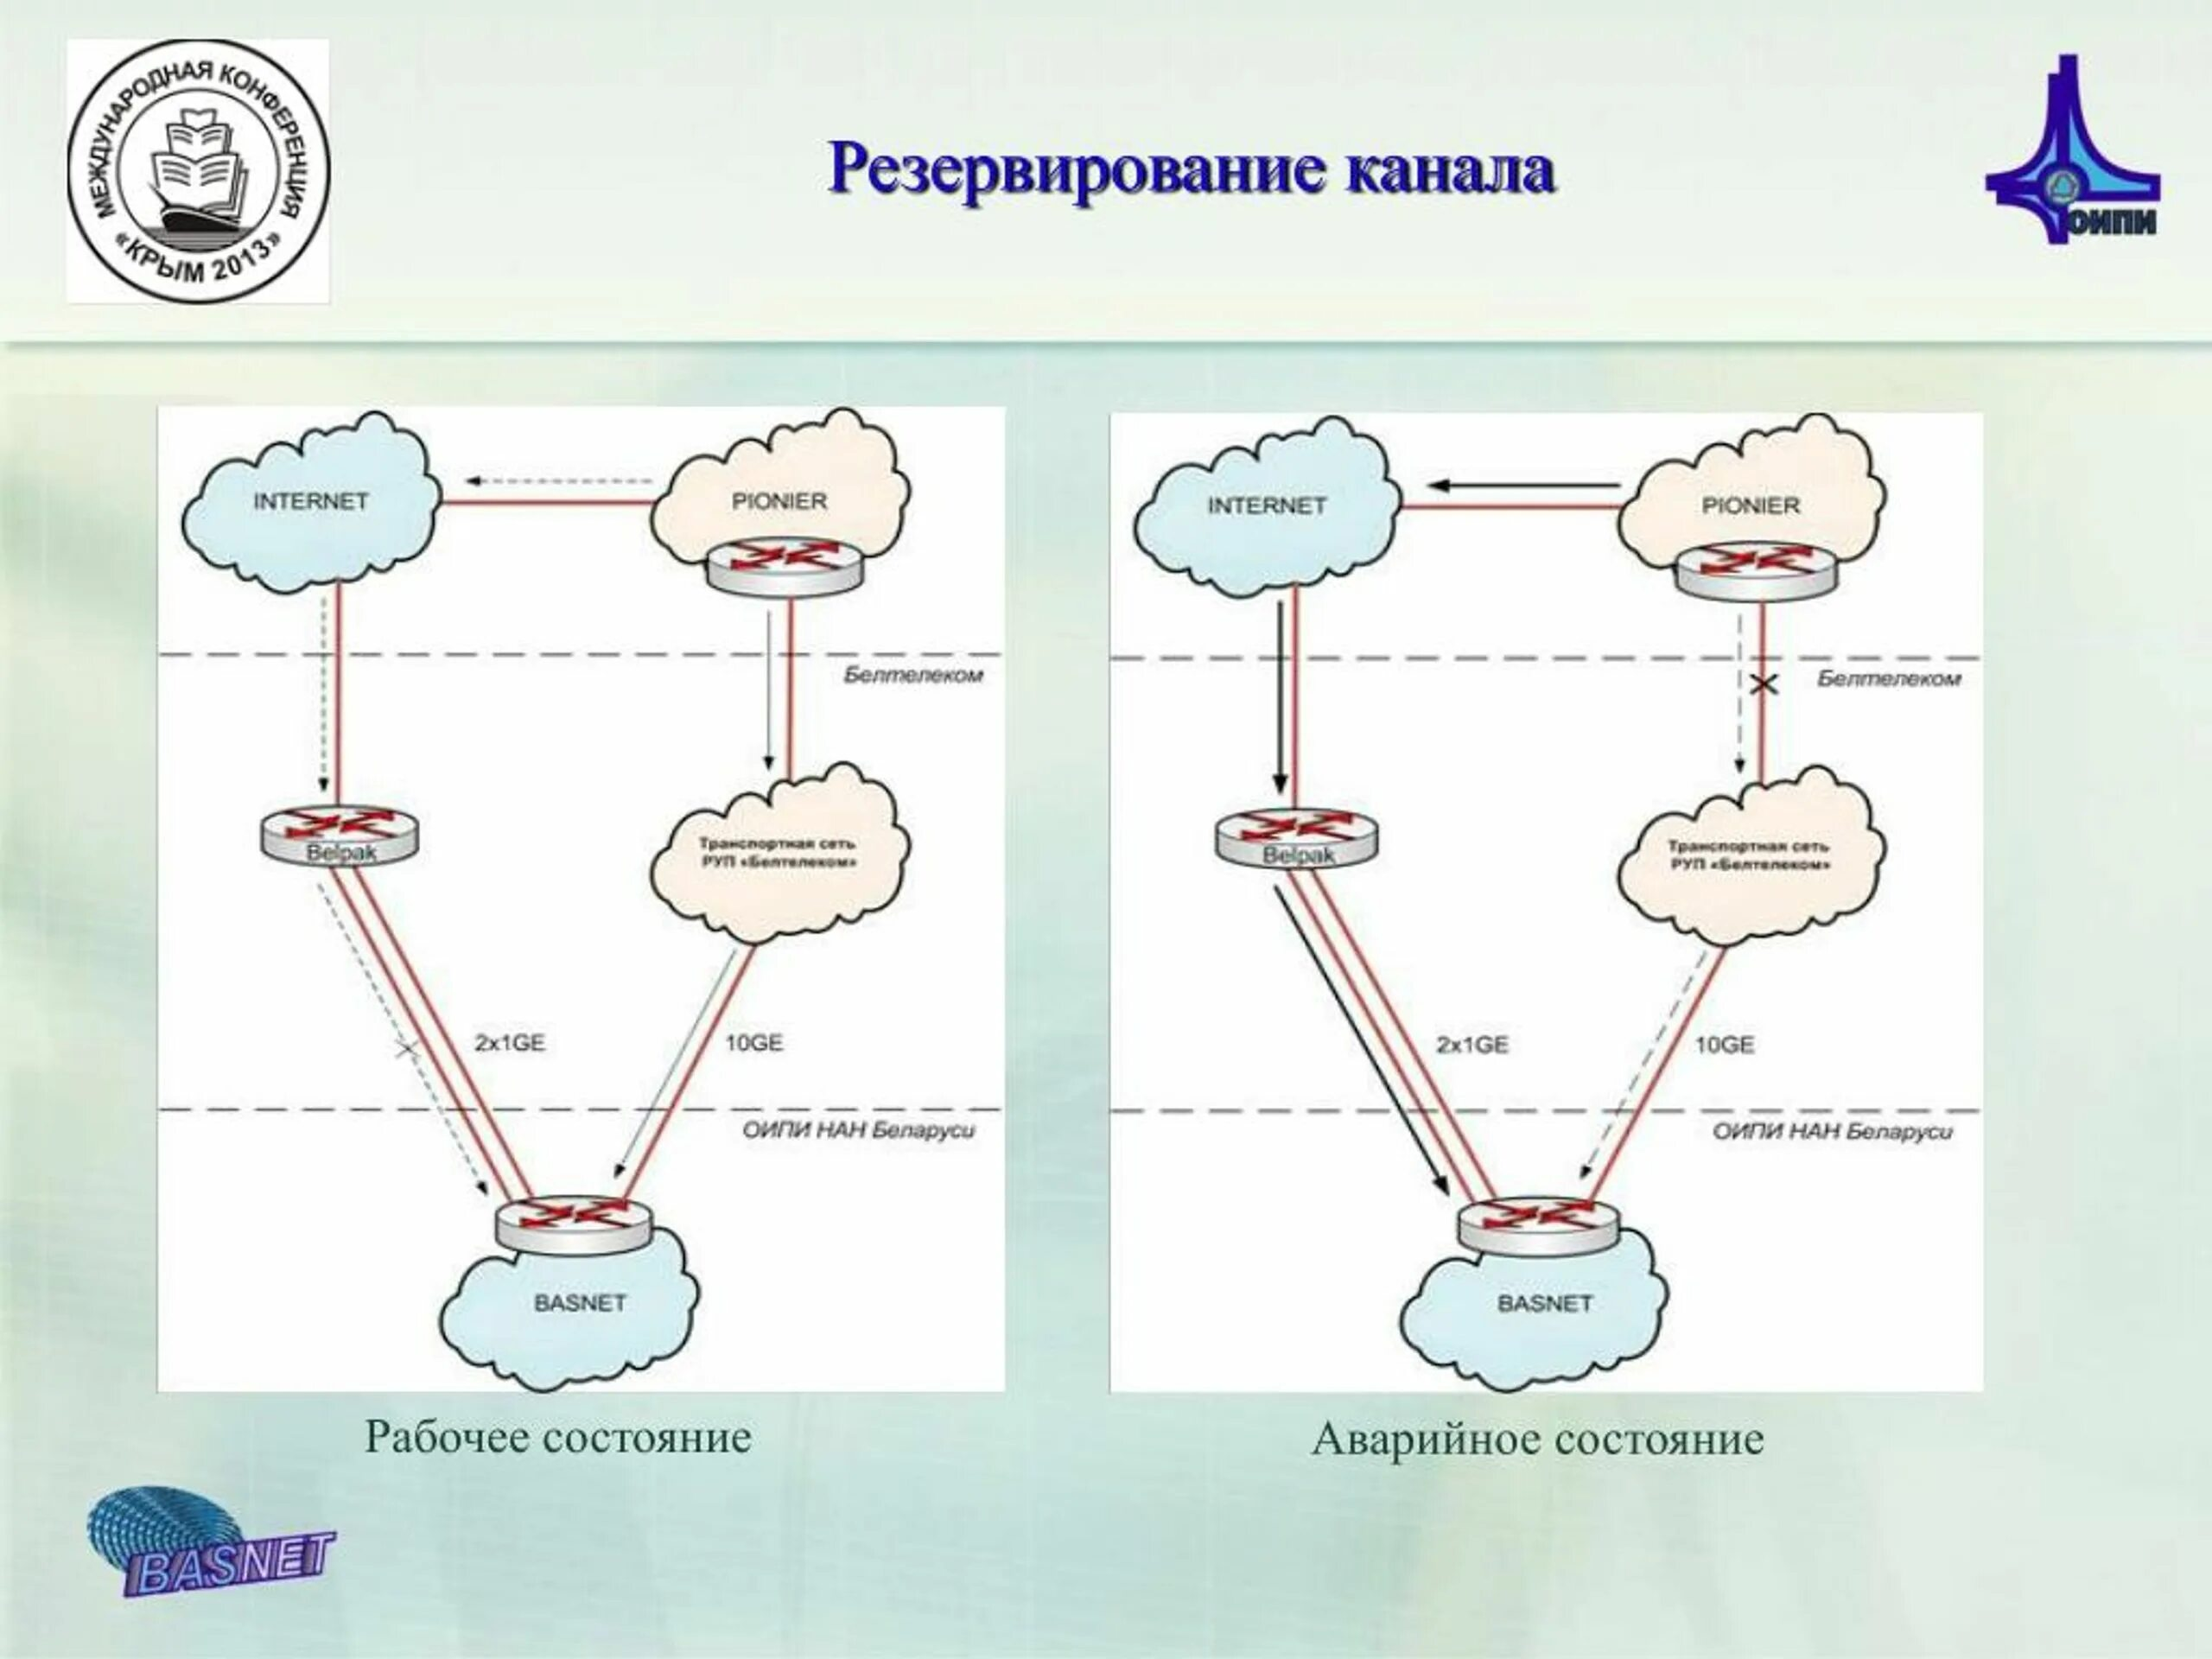 МЕЖДУНАРОДНАЯ КОНФЕРЕНЦИЯ
«КРЫМ 2013»
Резервирование канала
ОИПИ
INTERNET
PIONIER
Белтелеком
Belpak
Транспортная сеть
РУП «Белтелеком»
2x1GE
10GE
ОИПИ НАН Беларуси
BASNET
Рабочее состояние
INTERNET
PIONIER
Белтелеком
Belpak
Транспортная сеть
РУП «Белтелеком»
2x1GE
10GE
ОИПИ НАН Беларуси
BASNET
Аварийное состояние
BASNET